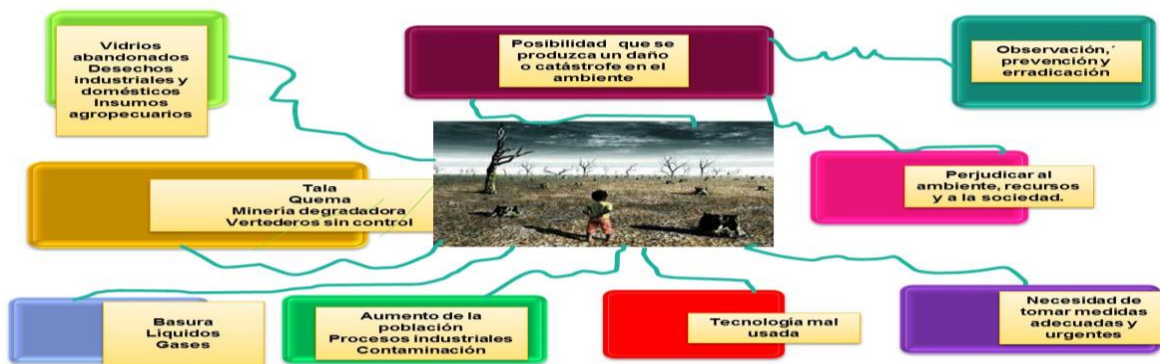 Vidrios
abandonados
Desechos
industriales y
domésticos
Insumos
agropecuarios
Posibilidad que se
produzca un daño
o catástrofe en el
ambiente
Observación,´
prevención y
erradicación
Tala
Quema
Minería degradadora
Vertederos sin control
Perjudicar al
ambiente, recursos
y a la sociedad.
Basura
Líquidos
Gases
Aumento de la
población
Procesos industriales
Contaminación
Tecnología mal
usada
Necesidad de
tomar medidas
adecuadas y
urgentes